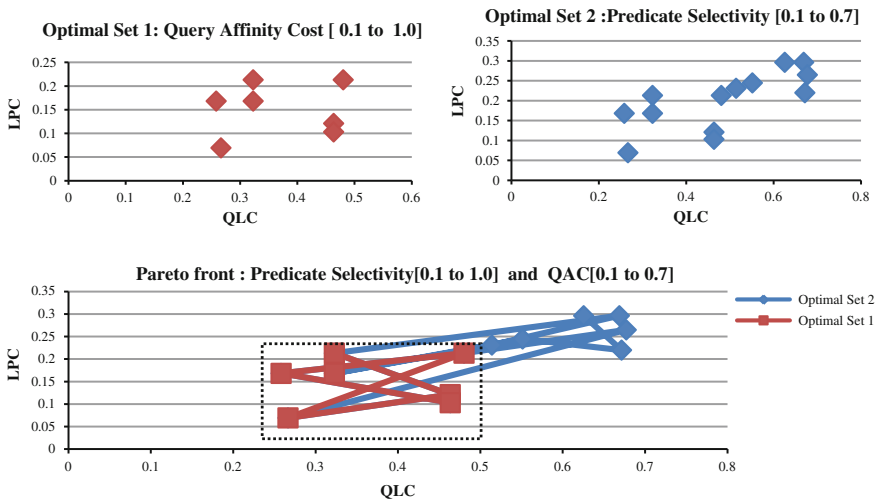 Optimal Set 1: Query Affinity Cost [ 0.1 to 1.0]
LPC
0.25
0.2
0.15
0.1
0.05
0
0 0.1 0.2 0.3 0.4 0.5 0.6
QLC
Optimal Set 2 :Predicate Selectivity [0.1 to 0.7]
LPC
0.35
0.3
0.25
0.2
0.15
0.1
0.05
0
0 0.2 0.4 0.6 0.8
QLC
Pareto front : Predicate Selectivity[0.1 to 1.0] and QAC[0.1 to 0.7]
LPC
0.35
0.3
0.25
0.2
0.15
0.1
0.05
0
0 0.1 0.2 0.3 0.4 0.5 0.6 0.7 0.8
QLC
Optimal Set 2
Optimal Set 1